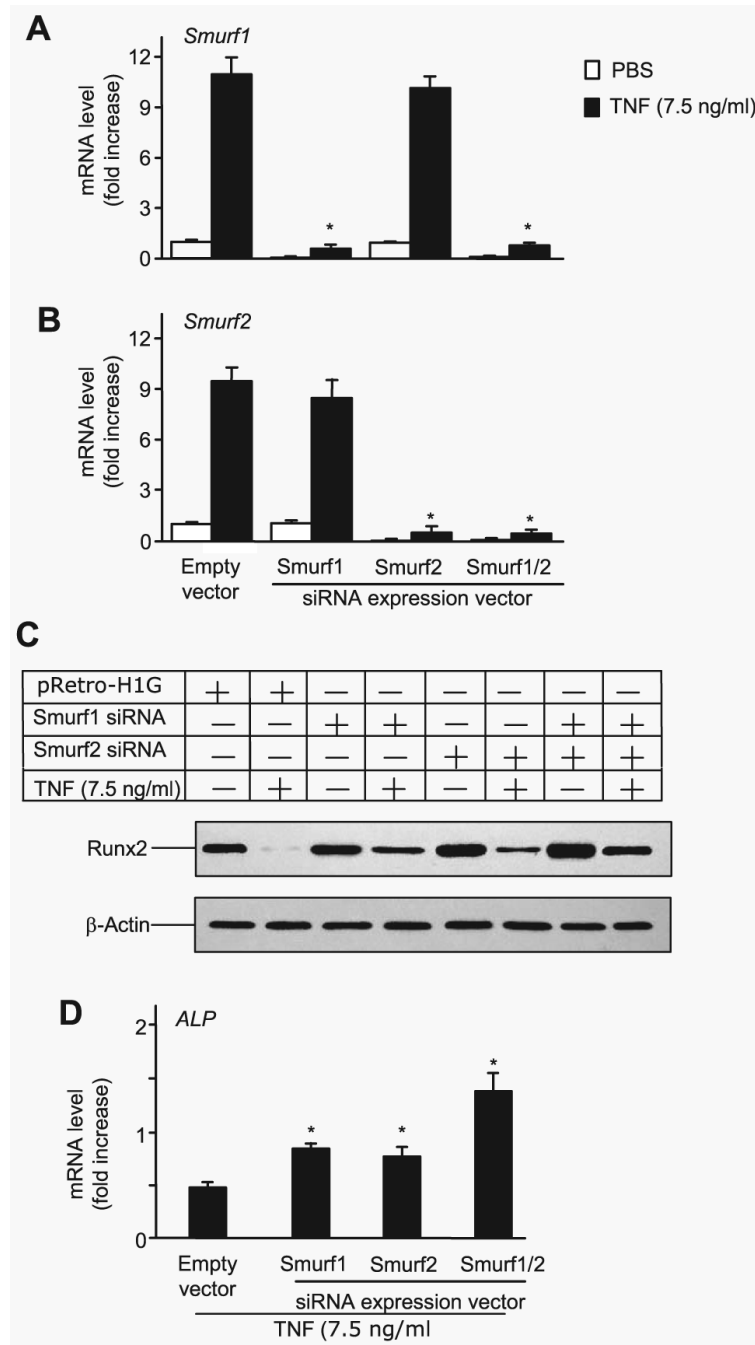 A
Smurf1
PBS
TNF (7.5 ng/ml)
mRNA level
(fold increase)
12
9
6
3
0
* *
B
Smurf2
mRNA level
(fold increase)
12
9
6
3
0
* *
Empty
vector
Smurf1 Smurf2 Smurf1/2
siRNA expression vector
C
pRetro-H1G + + — — — — — —
Smurf1 siRNA — — + + — — + +
Smurf2 siRNA — — — — + + + +
TNF (7.5 ng/ml) — + — + — + — +
Runx2
β-Actin
D
ALP
mRNA level
(fold increase)
2
1
0
* * *
Empty
vector
Smurf1 Smurf2 Smurf1/2
siRNA expression vector
TNF (7.5 ng/ml